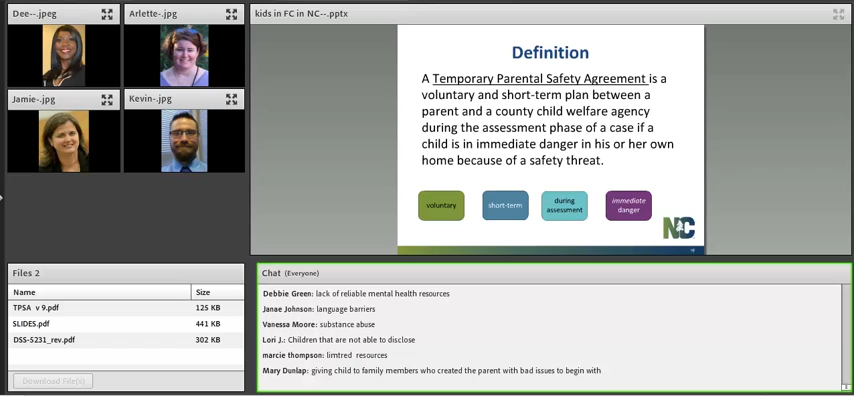 Dee--.jpeg
Arlette-.jpg
Jamie-.jpg
Kevin-.jpg
kids in FC in NC--.pptx
Definition
A Temporary Parental Safety Agreement is a
voluntary and short-term plan between a
parent and a county child welfare agency
during the assessment phase of a case if a
child is in immediate danger in his or her own
home because of a safety threat.
voluntary
short-term
during
assessment
immediate
danger
NC
Files 2
Name Size
TPSA v 9.pdf 125 KB
SLIDES.pdf 441 KB
DSS-5231_rev.pdf 302 KB
Download File(s)
Chat (Everyone)
Debbie Green: lack of reliable mental health resources
Janae Johnson: language barriers
Vanessa Moore: substance abuse
Lori J.: Children that are not able to disclose
marcie thompson: limtred resources
Mary Dunlap: giving child to family members who created the parent with bad issues to begin with